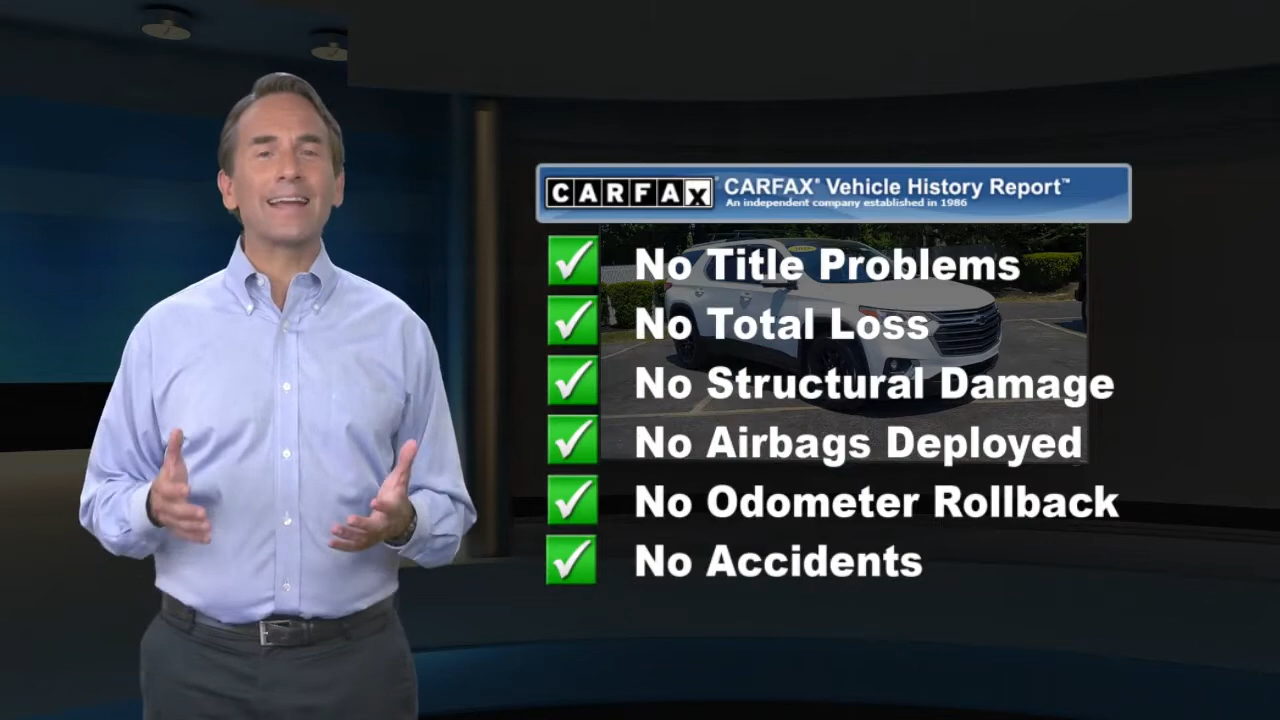 CARFAX® CARFAX® Vehicle History Report™
An independent company established in 1986
No Title Problems
No Total Loss
No Structural Damage
No Airbags Deployed
No Odometer Rollback
No Accidents